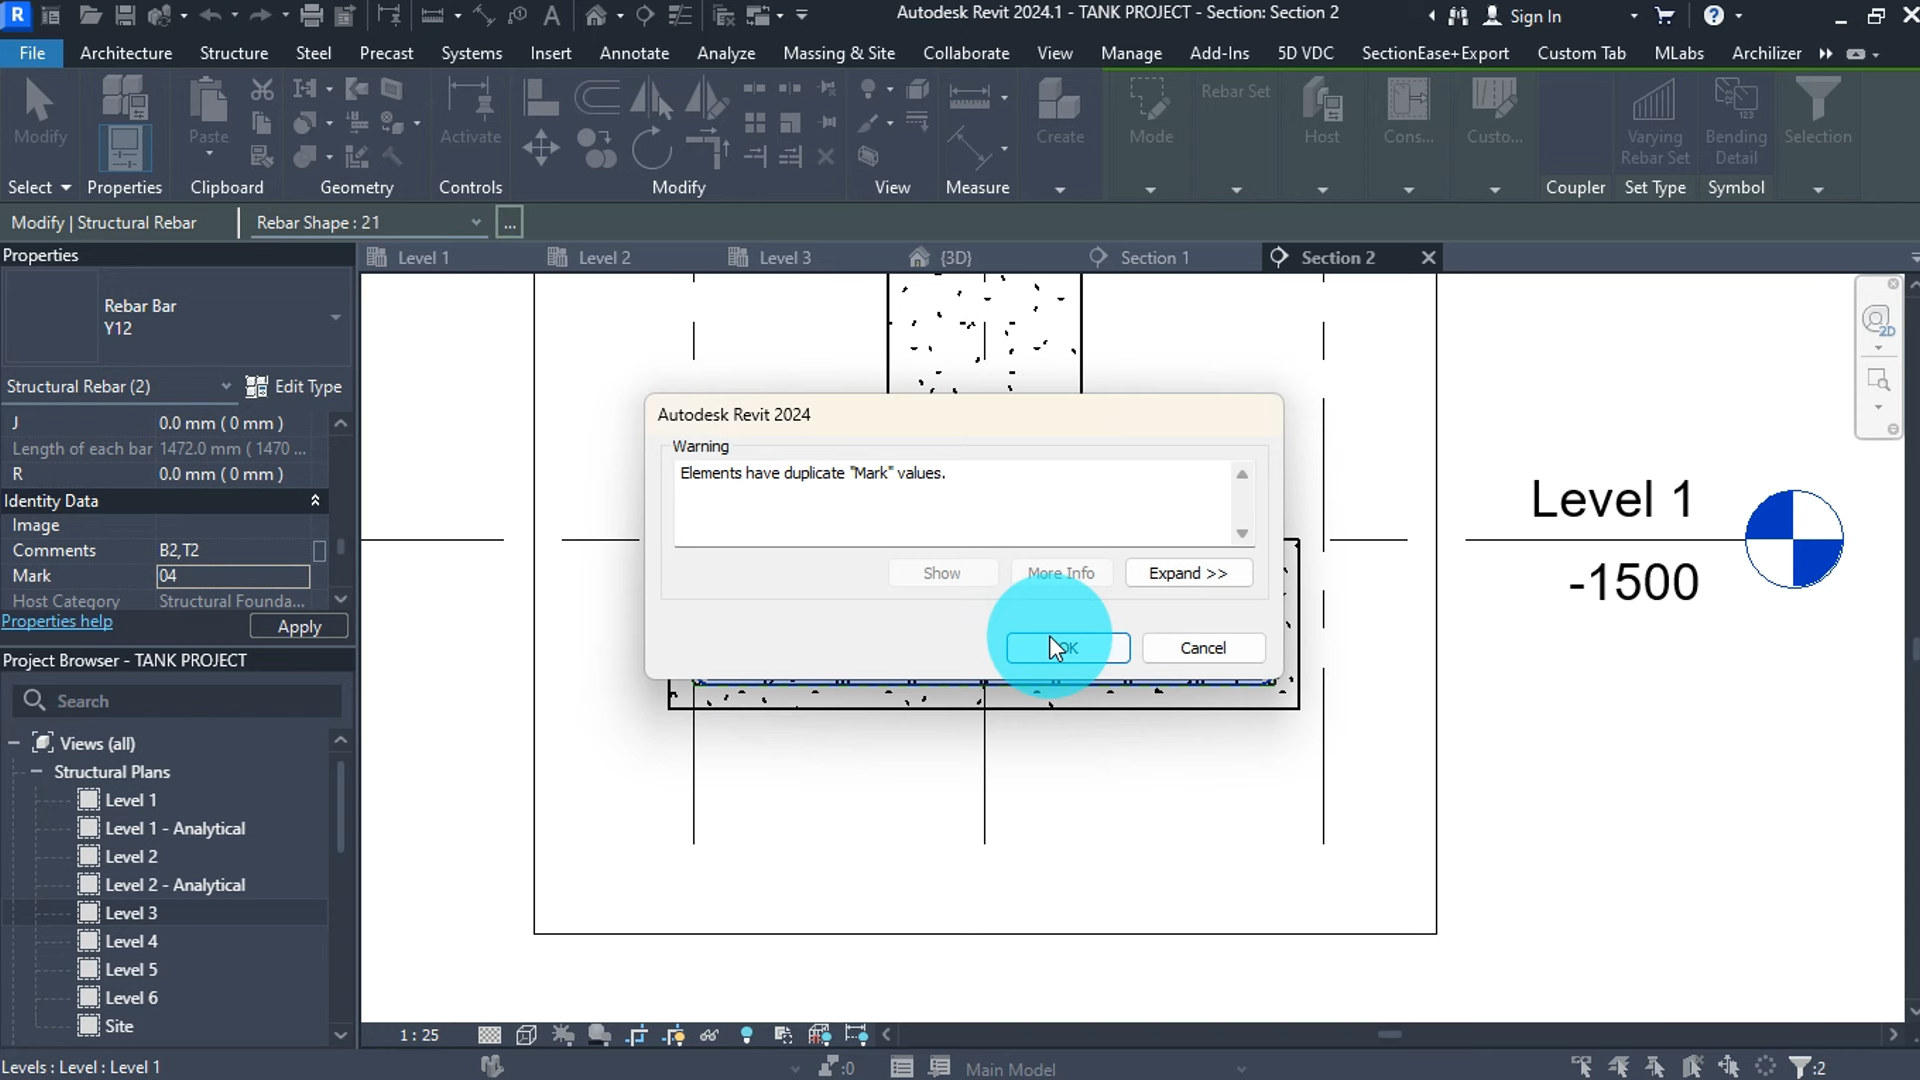 Autodesk Revit 2024.1 - TANK PROJECT - Section: Section 2
Sign In
File Architecture Structure Steel Precast Systems Insert Annotate Analyze Massing & Site Collaborate View Manage Add-Ins 5D VDC SectionEase+Export Custom Tab MLabs Archilizer
Modify Paste Activate Create Mode Rebar Set Host Cons... Custo... Varying Rebar Set Bending Detail Selection
Select Properties Clipboard Geometry Controls Modify View Measure Coupler Set Type Symbol
Modify | Structural Rebar Rebar Shape : 21 ...
Properties
Level 1 Level 2 Level 3 {3D} Section 1 Section 2
Rebar Bar
Y12
Structural Rebar (2) Edit Type
J 0.0 mm ( 0 mm )
Length of each bar 1472.0 mm ( 1470 ...
R 0.0 mm ( 0 mm )
Identity Data
Image
Comments B2,T2
Mark 04
Host Category Structural Founda...
Properties help Apply
Project Browser - TANK PROJECT
Search
Views (all)
Structural Plans
Level 1
Level 1 - Analytical
Level 2
Level 2 - Analytical
Level 3
Level 4
Level 5
Level 6
Site
Autodesk Revit 2024
Warning
Elements have duplicate "Mark" values.
Show More Info Expand >>
OK Cancel
Level 1
-1500
2D
1 : 25
Levels : Level : Level 1
:0
Main Model
:2